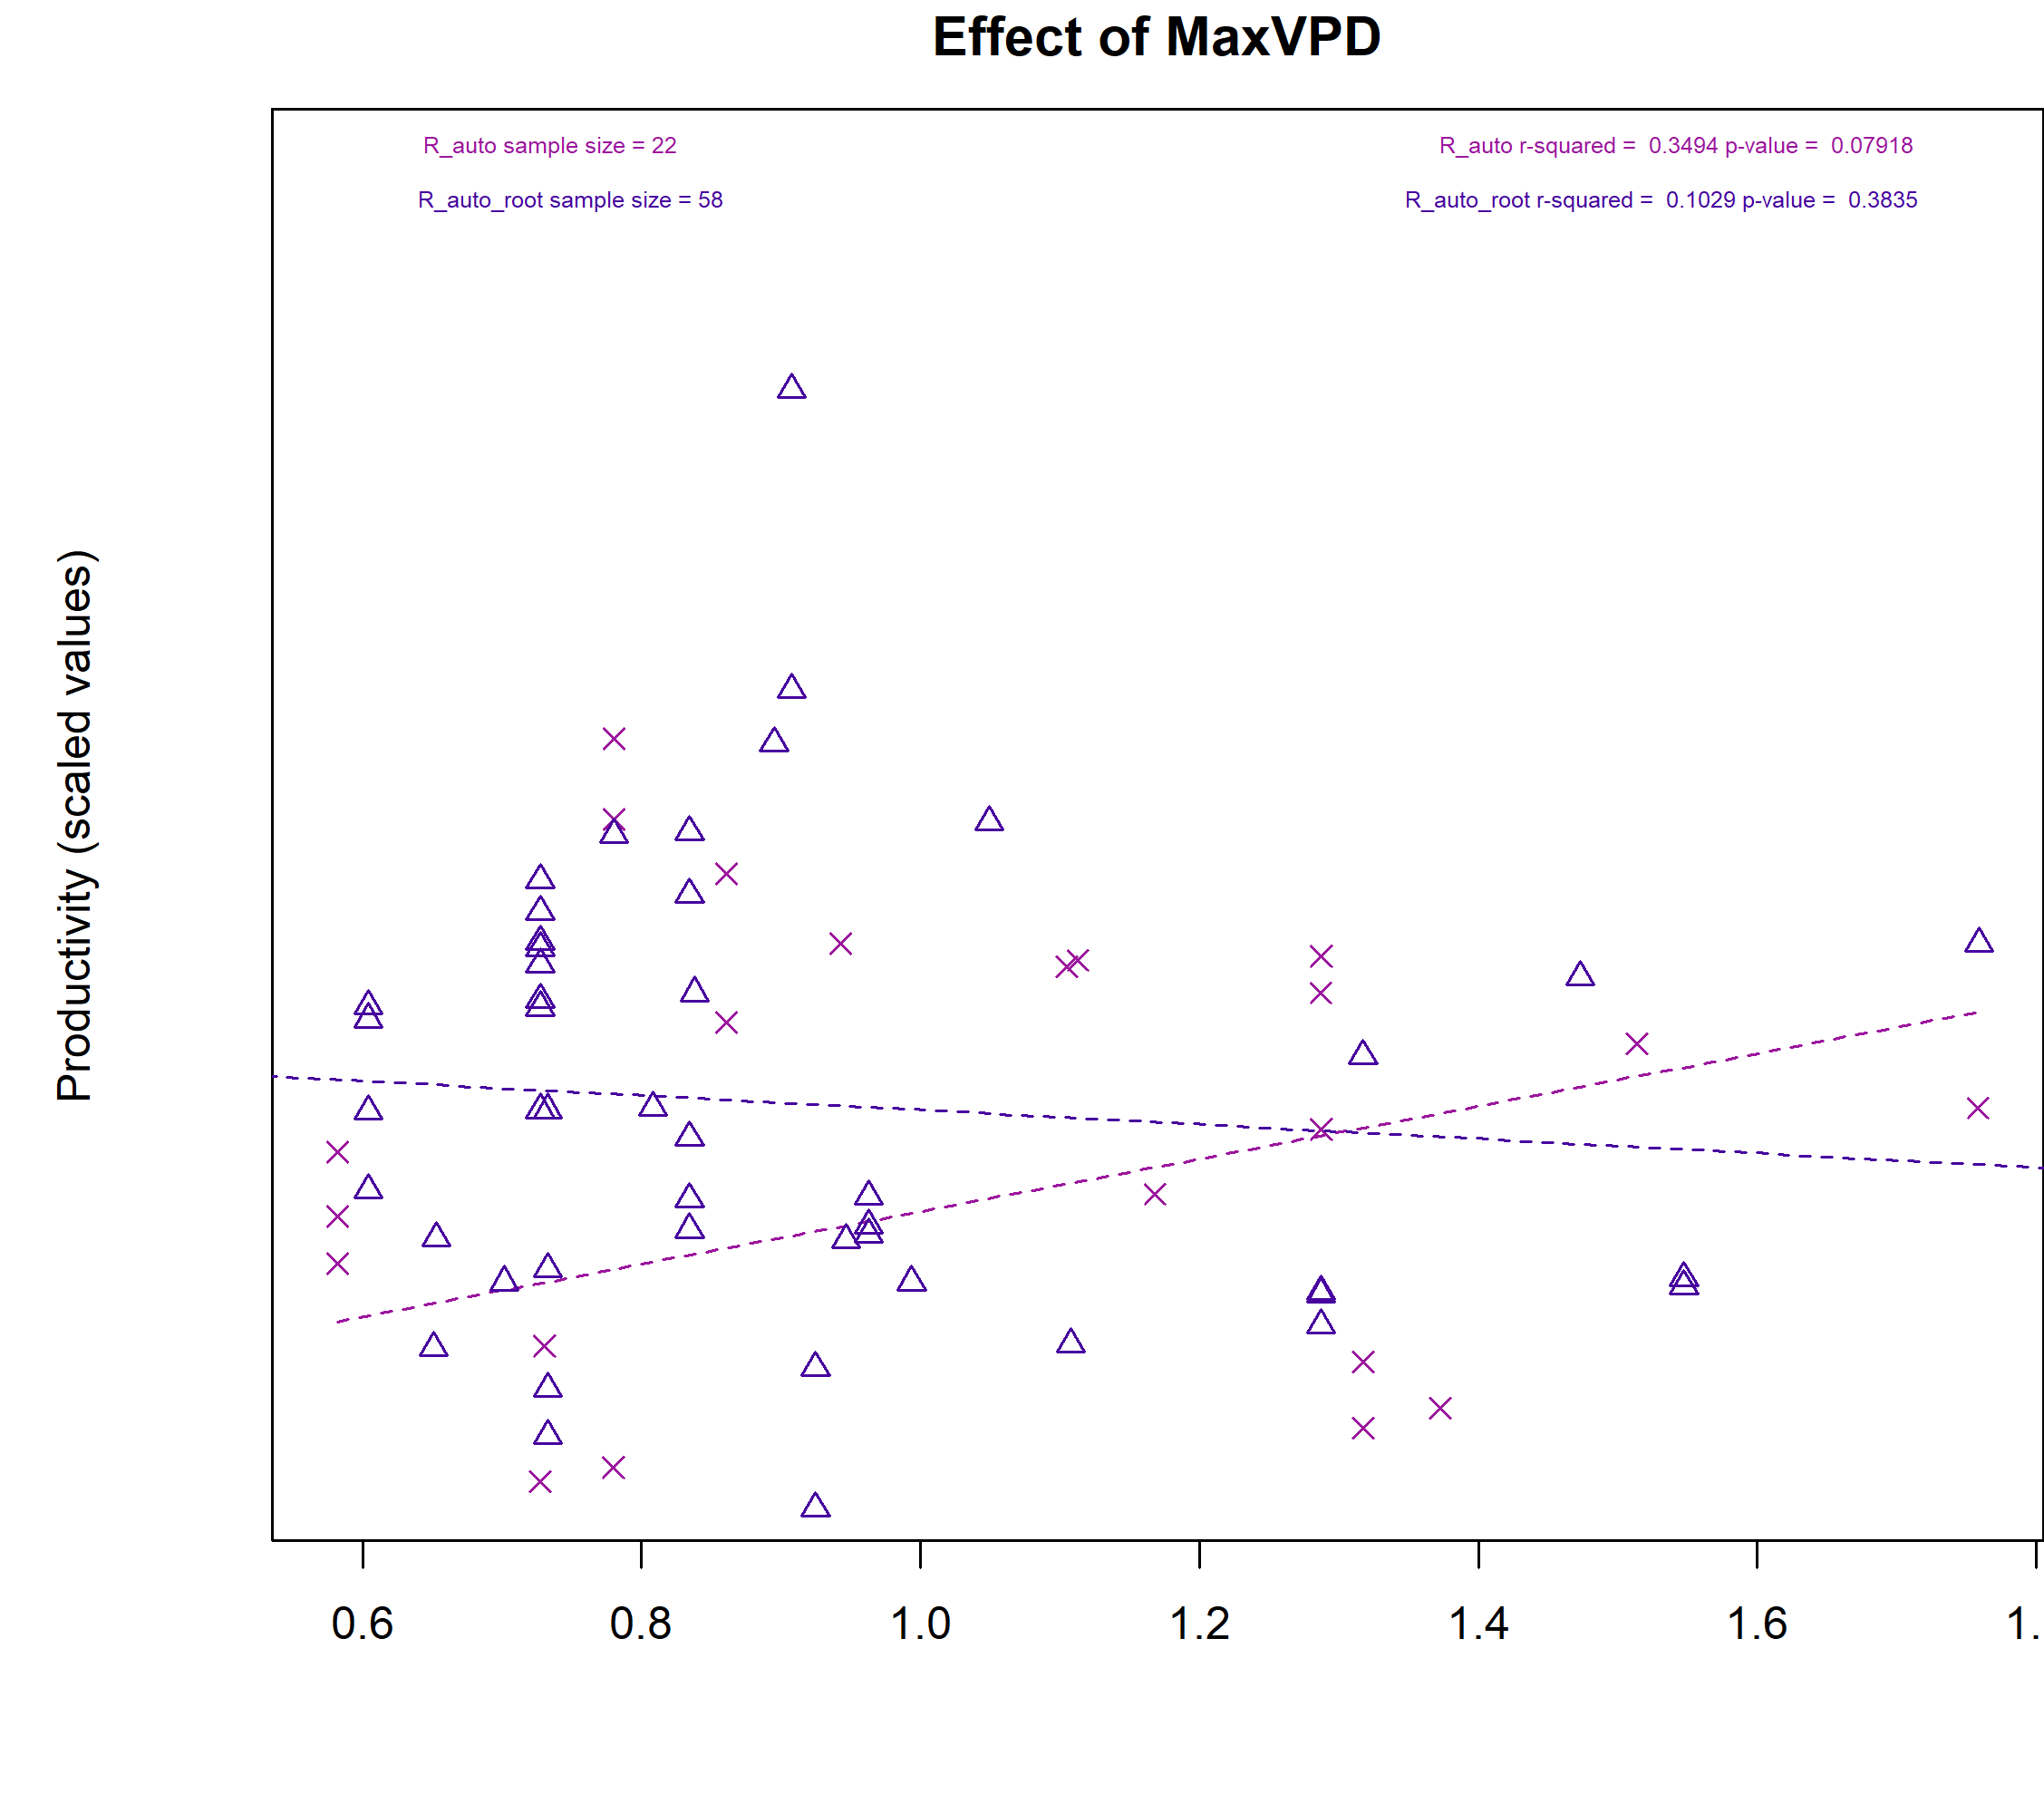 Effect of MaxVPD
R_auto sample size = 22
R_auto r-squared =  0.3494 p-value =  0.07918
R_auto_root sample size = 58
R_auto_root r-squared =  0.1029 p-value =  0.3835
Productivity (scaled values)
0.6 0.8 1.0 1.2 1.4 1.6 1.